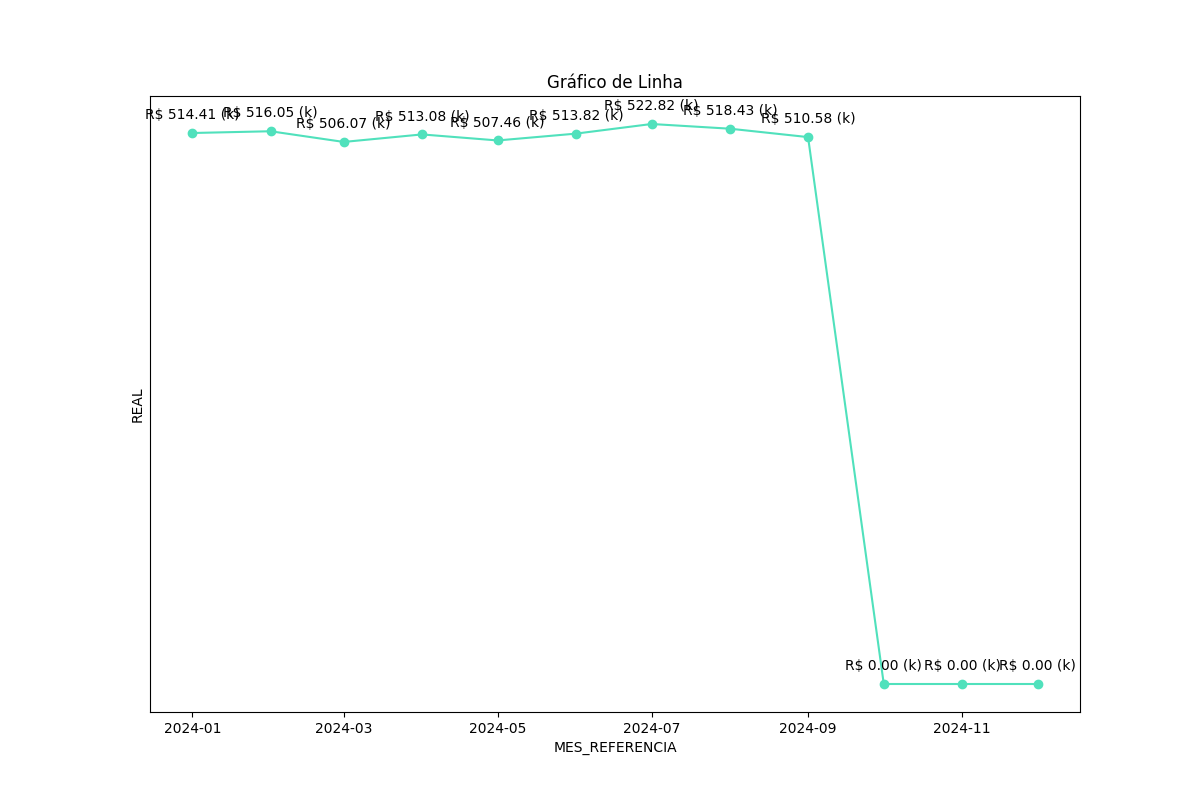 Gráfico de Linha
R$ 514.41 (k)
R$ 516.05 (k)
R$ 506.07 (k)
R$ 513.08 (k)
R$ 507.46 (k)
R$ 513.82 (k)
R$ 522.82 (k)
R$ 518.43 (k)
R$ 510.58 (k)
R$ 0.00 (k)
R$ 0.00 (k)
R$ 0.00 (k)
REAL
2024-01
2024-03
2024-05
2024-07
2024-09
2024-11
MES_REFERENCIA